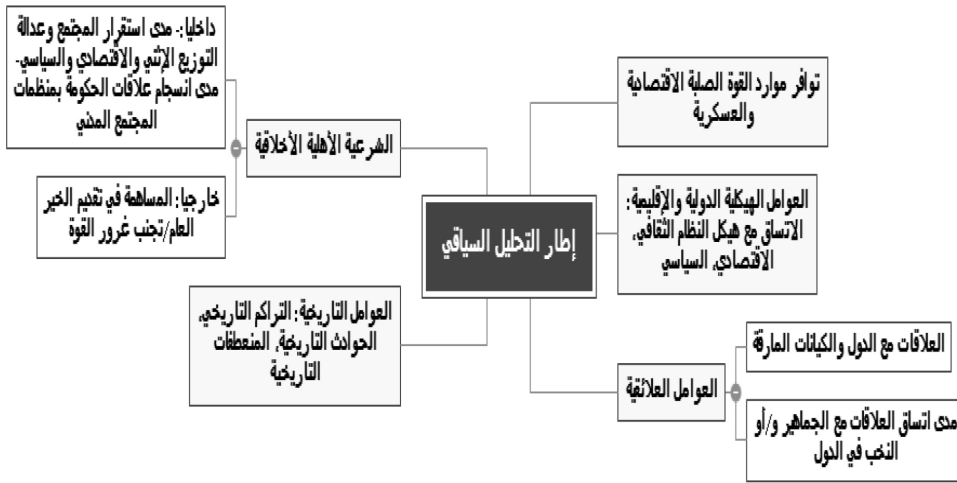 إطار التحليل السياقي
توافر موارد القوة الصلبة الاقتصادية
والعسكرية
العوامل الهيكلية الدولية والإقليمية:
الاتساق مع هيكل النظام الثقافي،
الاقتصادي، السياسي
العوامل العلائقية
العلاقات مع الدول والكيانات المارقة
مدى اتساق العلاقات مع الجماهير و/أو
النخب في الدول
الشرعية الأهلية الأخلاقية
داخليا:- مدى استقرار المجتمع وعدالة
التوزيع الإثني والاقتصادي والسياسي-
مدى انسجام علاقات الحكومة بمنظمات
المجتمع المدني
خارجيا: المساهمة في تقديم الخير
العام/تجنب غرور القوة
العوامل التاريخية: التراكم التاريخي،
الحوادث التاريخية، المنعطفات
التاريخية